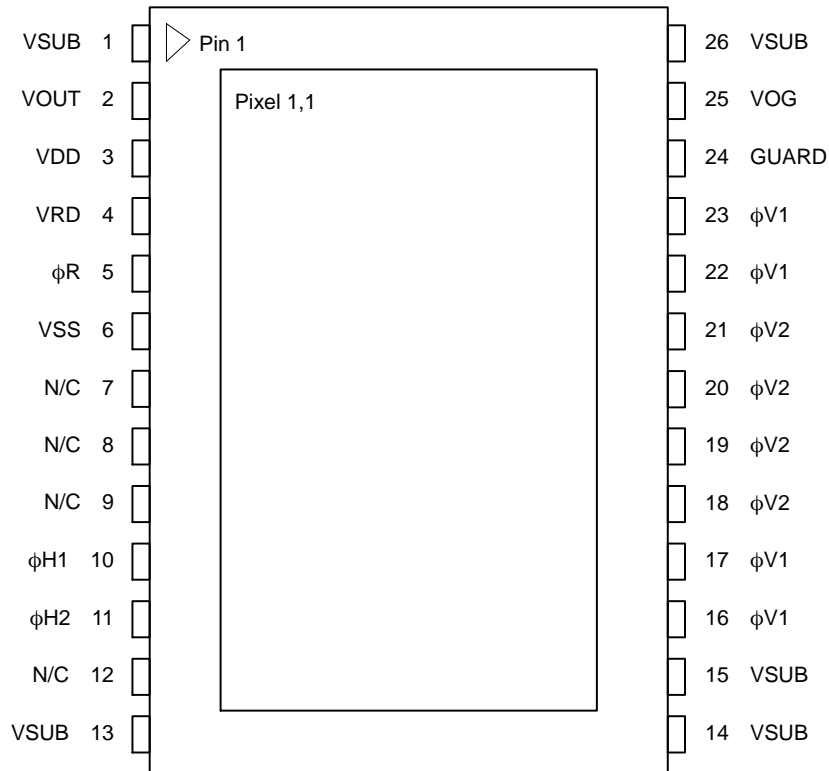 VSUB 1 Pin 1 26 VSUB
VOUT 2 Pixel 1,1 25 VOG
VDD 3 24 GUARD
VRD 4 23 ϕV1
ϕR 5 22 ϕV1
VSS 6 21 ϕV2
N/C 7 20 ϕV2
N/C 8 19 ϕV2
N/C 9 18 ϕV2
ϕH1 10 17 ϕV1
ϕH2 11 16 ϕV1
N/C 12 15 VSUB
VSUB 13 14 VSUB